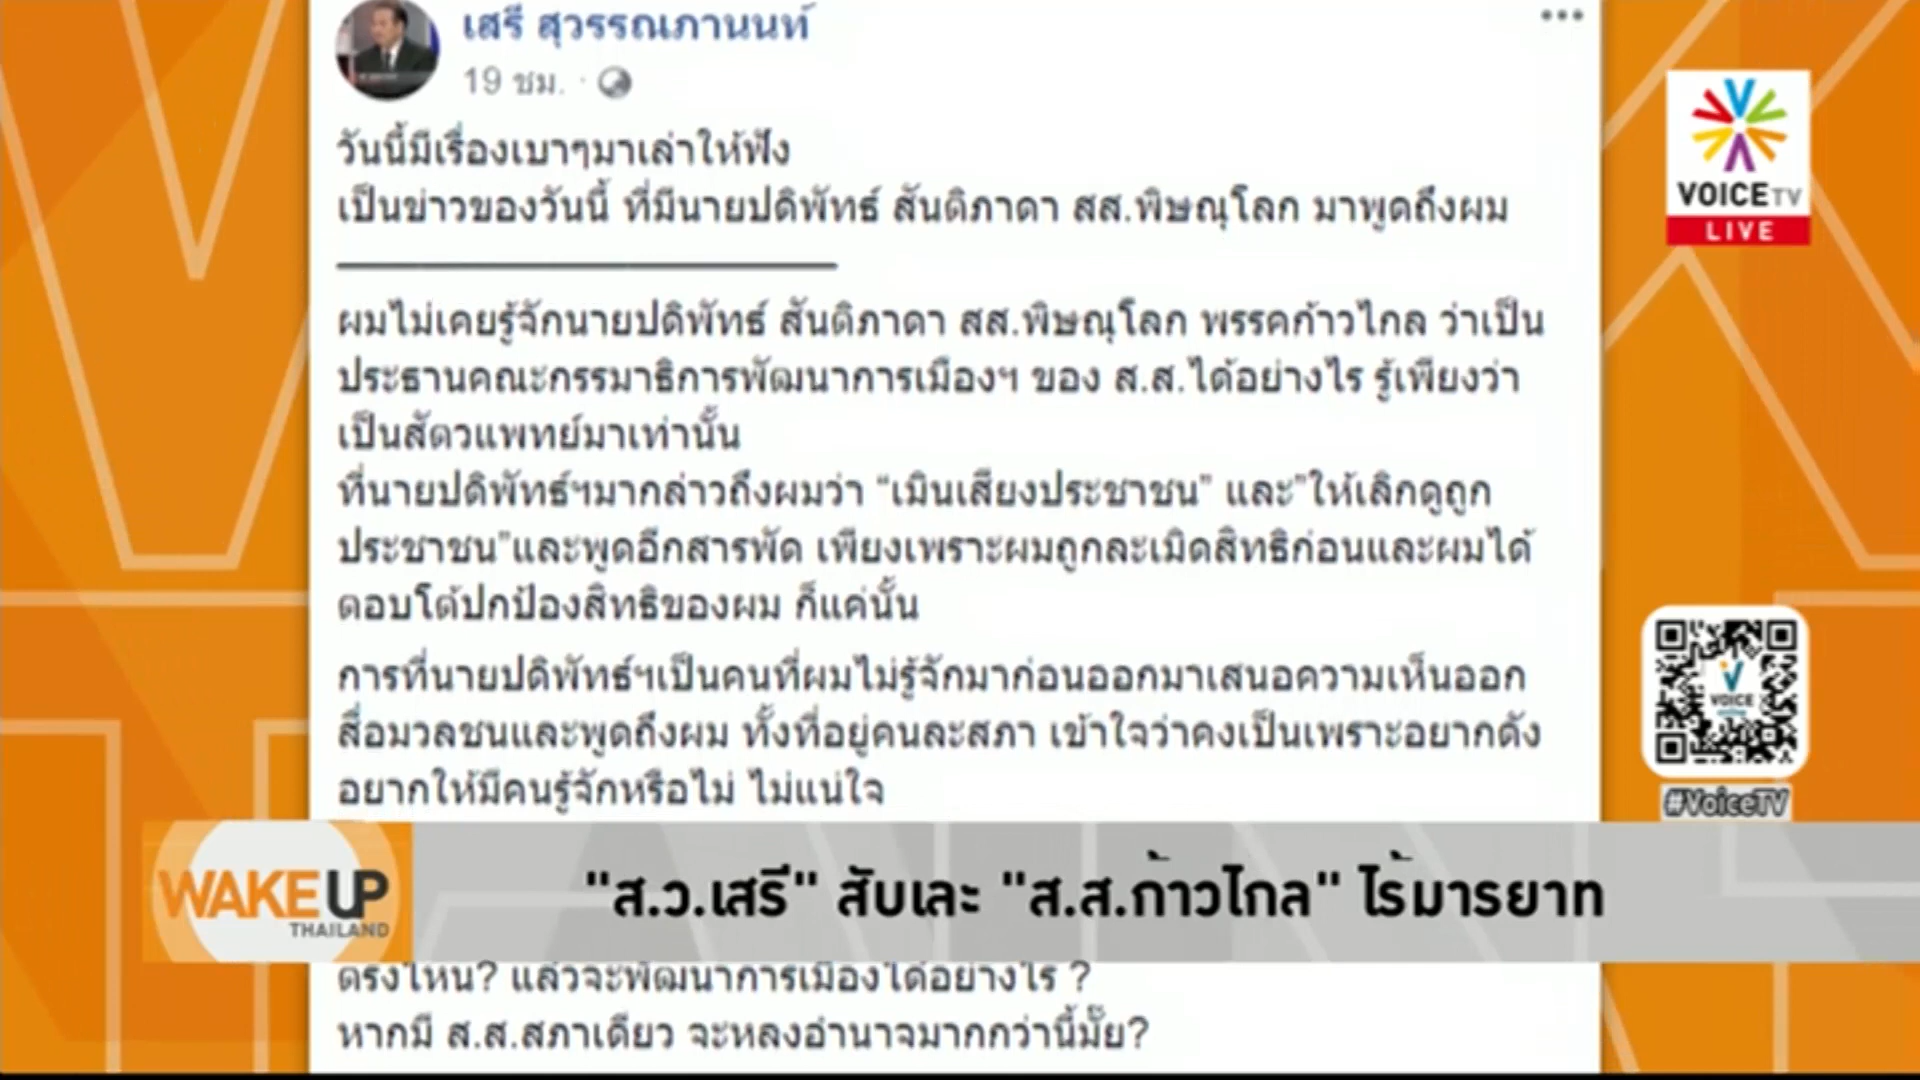 เสรี สุวรรณภานนท์
19 ชม.
วันนี้มีเรื่องเบาๆมาเล่าให้ฟัง
เป็นข่าวของวันนี้ ที่มีนายปดิพัทธ์ สันติภาดา สส.พิษณุโลก มาพูดถึงผม
ผมไม่เคยรู้จักนายปดิพัทธ์ สันติภาดา สส.พิษณุโลก พรรคก้าวไกล ว่าเป็น
ประธานคณะกรรมาธิการพัฒนาการเมืองฯ ของ ส.ส.ได้อย่างไร รู้เพียงว่า
เป็นสัตวแพทย์มาเท่านั้น
ที่นายปดิพัทธ์ฯมากล่าวถึงผมว่า “เมินเสียงประชาชน” และ”ให้เลิกดูถูก
ประชาชน”และพูดอีกสารพัด เพียงเพราะผมถูกละเมิดสิทธิก่อนและผมได้
ตอบโต้ปกป้องสิทธิของผม ก็แค่นั้น
การที่นายปดิพัทธ์ฯเป็นคนที่ผมไม่รู้จักมาก่อนออกมาเสนอความเห็นออก
สื่อมวลชนและพูดถึงผม ทั้งที่อยู่คนละสภา เข้าใจว่าคงเป็นเพราะอยากดัง
อยากให้มีคนรู้จักหรือไม่ ไม่แน่ใจ
ตรงไหน? แล้วจะพัฒนาการเมืองได้อย่างไร ?
หากมี ส.ส.สภาเดียว จะหลงอำนาจมากกว่านี้มั๊ย?
VOICE TV
LIVE
VOICE
#VoiceTV
WAKE UP
THAILAND
"ส.ว.เสรี" สับเละ "ส.ส.ก้าวไกล" ไร้มารยาท